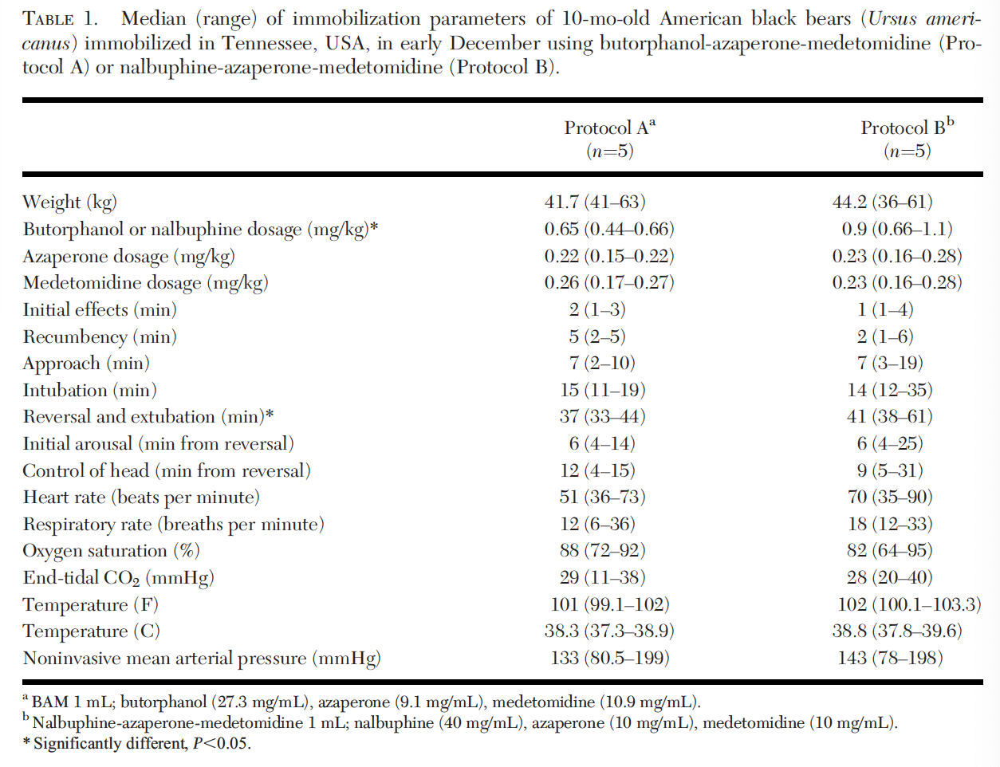 TABLE 1. Median (range) of immobilization parameters of 10-mo-old American black bears (Ursus ameri-
canus) immobilized in Tennessee, USA, in early December using butorphanol-azaperone-medetomidine (Pro-
tocol A) or nalbuphine-azaperone-medetomidine (Protocol B).
Protocol Aa Protocol Bb
(n=5) (n=5)
Weight (kg) 41.7 (41–63) 44.2 (36–61)
Butorphanol or nalbuphine dosage (mg/kg)* 0.65 (0.44–0.66) 0.9 (0.66–1.1)
Azaperone dosage (mg/kg) 0.22 (0.15–0.22) 0.23 (0.16–0.28)
Medetomidine dosage (mg/kg) 0.26 (0.17–0.27) 0.23 (0.16–0.28)
Initial effects (min) 2 (1–3) 1 (1–4)
Recumbency (min) 5 (2–5) 2 (1–6)
Approach (min) 7 (2–10) 7 (3–19)
Intubation (min) 15 (11–19) 14 (12–35)
Reversal and extubation (min)* 37 (33–44) 41 (38–61)
Initial arousal (min from reversal) 6 (4–14) 6 (4–25)
Control of head (min from reversal) 12 (4–15) 9 (5–31)
Heart rate (beats per minute) 51 (36–73) 70 (35–90)
Respiratory rate (breaths per minute) 12 (6–36) 18 (12–33)
Oxygen saturation (%) 88 (72–92) 82 (64–95)
End-tidal CO2 (mmHg) 29 (11–38) 28 (20–40)
Temperature (F) 101 (99.1–102) 102 (100.1–103.3)
Temperature (C) 38.3 (37.3–38.9) 38.8 (37.8–39.6)
Noninvasive mean arterial pressure (mmHg) 133 (80.5–199) 143 (78–198)
a BAM 1 mL; butorphanol (27.3 mg/mL), azaperone (9.1 mg/mL), medetomidine (10.9 mg/mL).
b Nalbuphine-azaperone-medetomidine 1 mL; nalbuphine (40 mg/mL), azaperone (10 mg/mL), medetomidine (10 mg/mL).
* Significantly different, P<0.05.